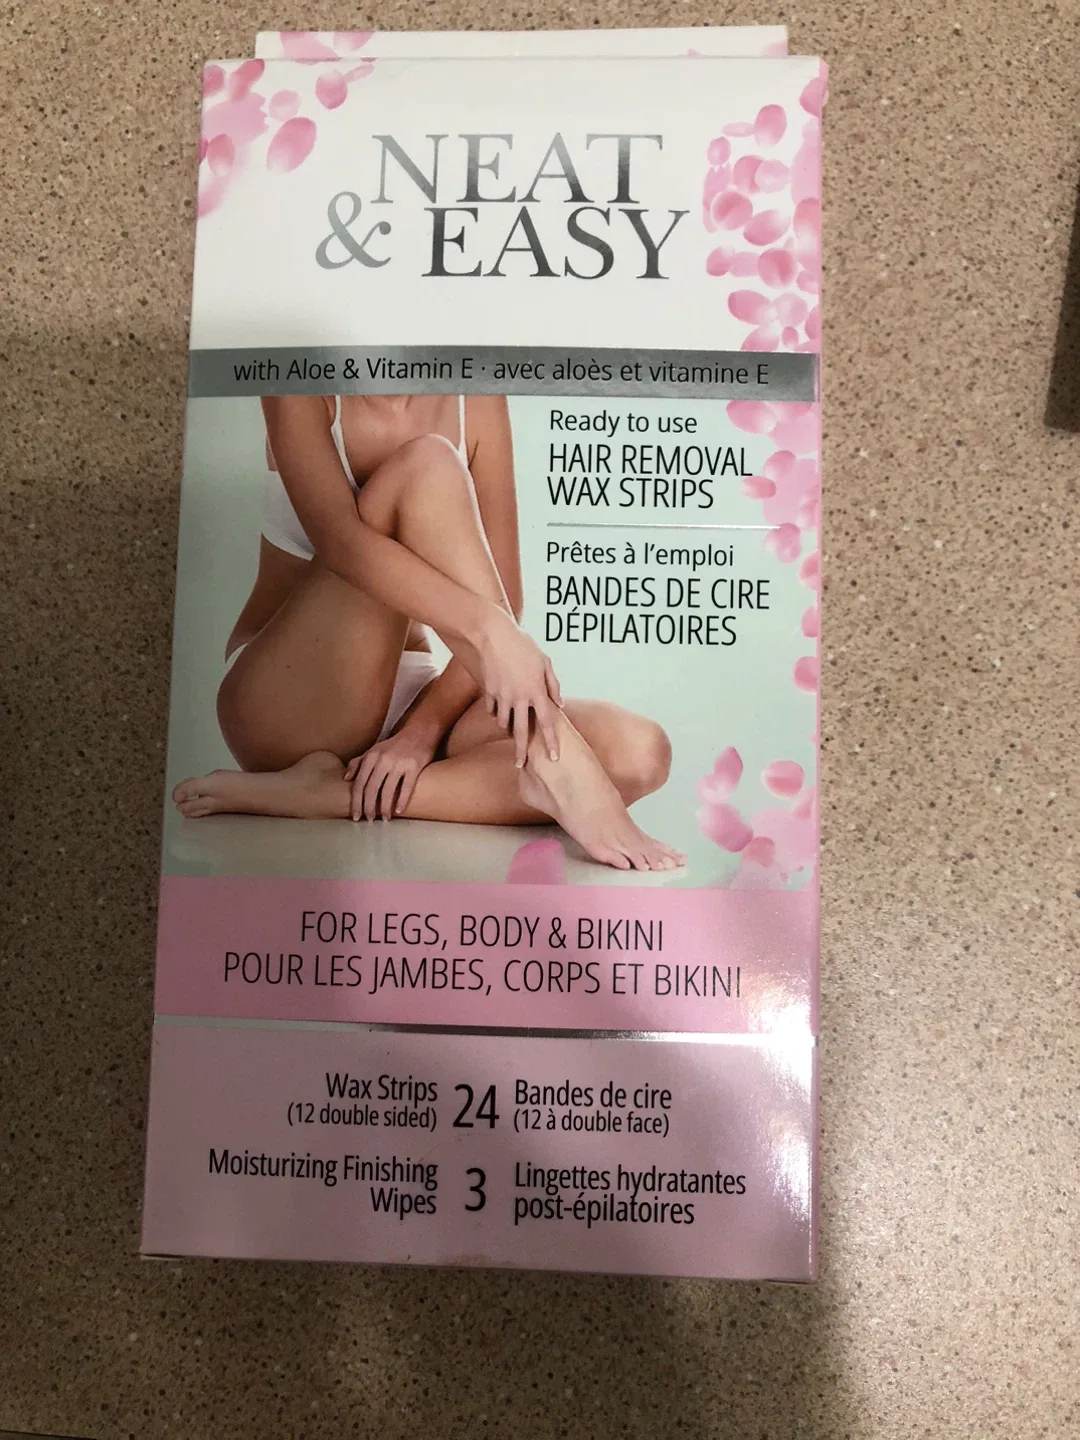 NEAT
& EASY
with Aloe & Vitamin E · avec aloès et vitamine E
Ready to use
HAIR REMOVAL
WAX STRIPS
Prêtes à l'emploi
BANDES DE CIRE
DÉPILATOIRES
FOR LEGS, BODY & BIKINI
POUR LES JAMBES, CORPS ET BIKINI
Wax Strips 24 Bandes de cire
(12 double sided) (12 à double face)
Moisturizing Finishing 3 Lingettes hydratantes
Wipes post-épilatoires